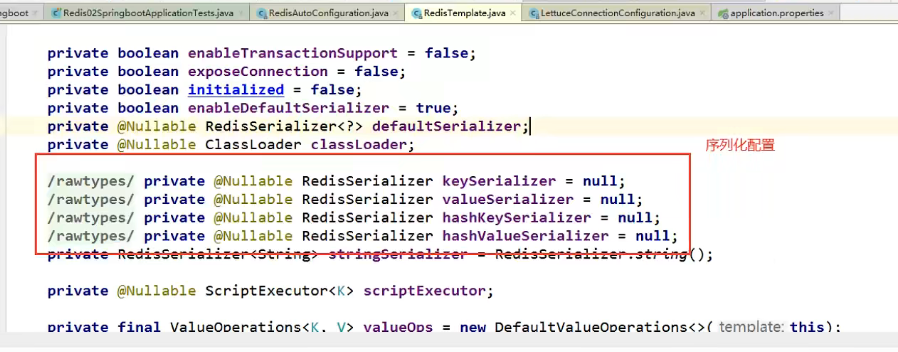 ngboot × Redis02SpringbootApplicationTests.java × RedisAutoConfiguration.java × RedisTemplate.java × LettuceConnectionConfiguration.java × application.properties ×
private boolean enableTransactionSupport = false;
private boolean exposeConnection = false;
private boolean initialized = false;
private boolean enableDefaultSerializer = true;
private @Nullable RedisSerializer<?> defaultSerializer;
private @Nullable ClassLoader classLoader;
序列化配置
/rawtypes/ private @Nullable RedisSerializer keySerializer = null;
/rawtypes/ private @Nullable RedisSerializer valueSerializer = null;
/rawtypes/ private @Nullable RedisSerializer hashKeySerializer = null;
/rawtypes/ private @Nullable RedisSerializer hashValueSerializer = null;
private RedisSerializer<String> stringSerializer = RedisSerializer.string();
private @Nullable ScriptExecutor<K> scriptExecutor;
private final ValueOperations<K, V> valueOps = new DefaultValueOperations<>( template: this);